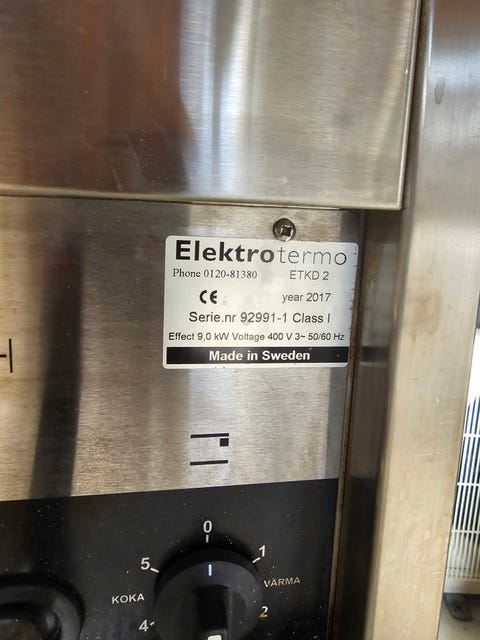 Elektrotermo
Phone 0120-81380 ETKD 2
CE year 2017
Serie.nr 92991-1 Class I
Effect 9,0 kW Voltage 400 V 3~ 50/60 Hz
Made in Sweden
0
5 1
KOKA VÄRMA
4 2